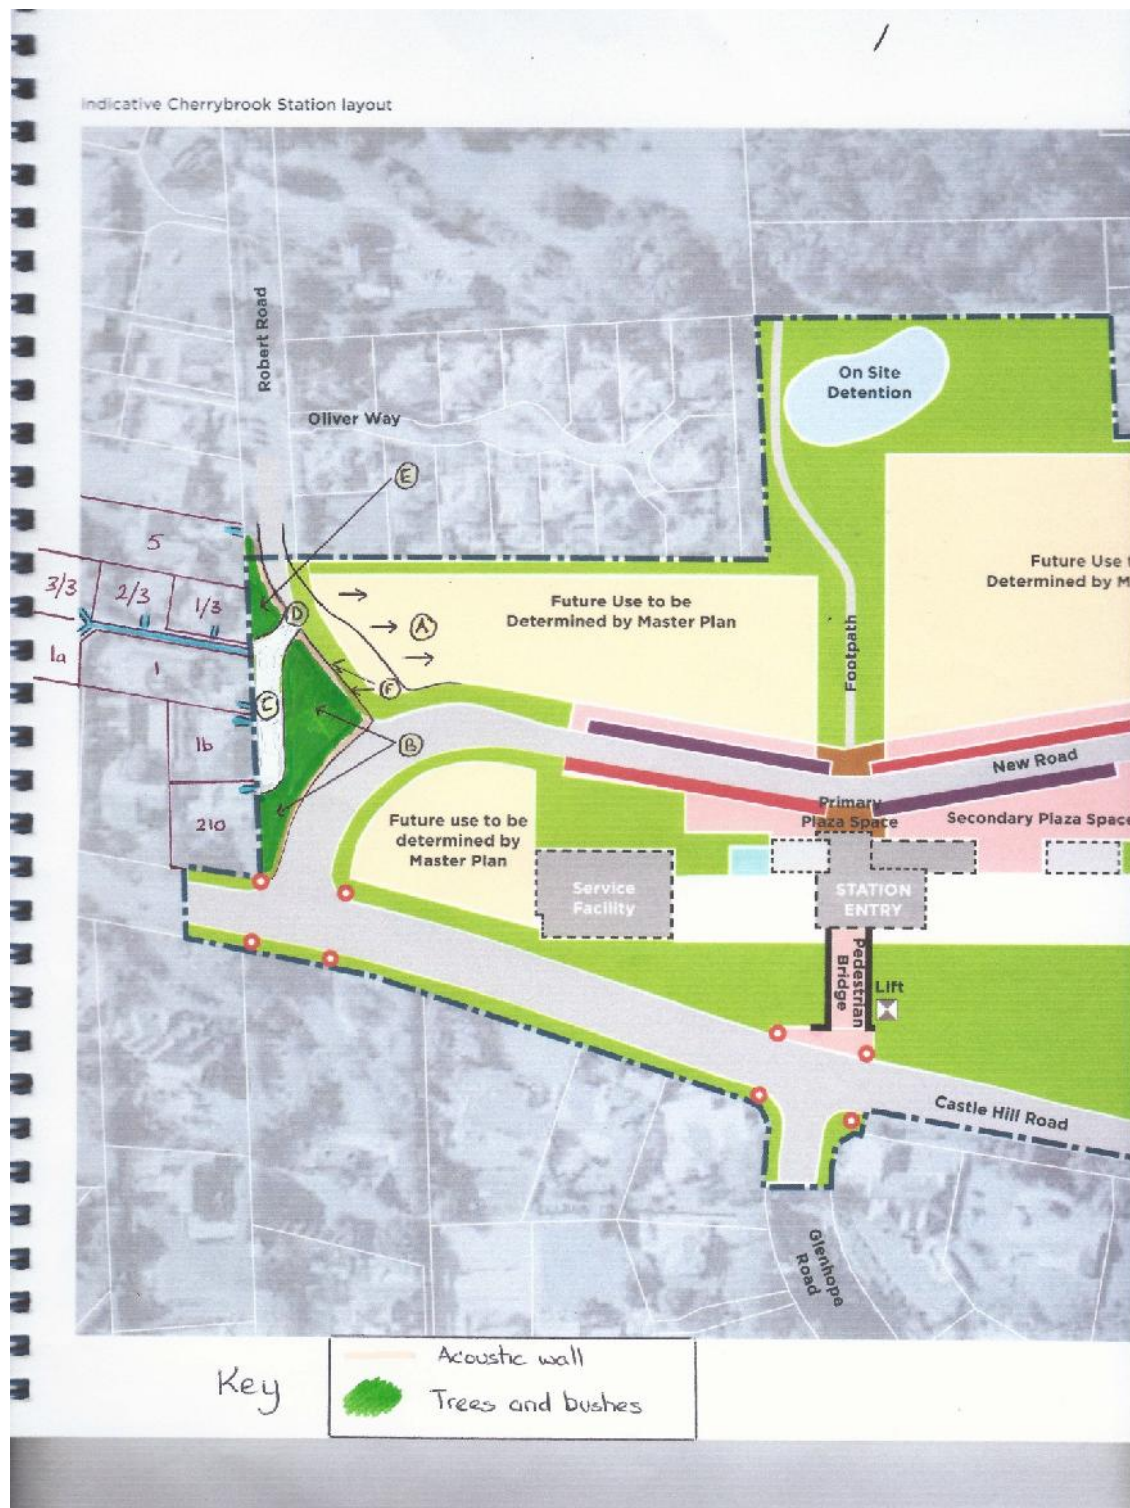 /
Indicative Cherrybrook Station layout
Robert Road
Oliver Way
On Site
Detention
E
5
3/3
2/3
1/3
1a
1
D
A
Future Use to be
Determined by Master Plan
Future Use
Determined by M
Footpath
F
C
B
1b
210
New Road
Primary
Plaza Space
Secondary Plaza Space
Future use to be
determined by
Master Plan
Service
Facility
STATION
ENTRY
Pedestrian
Bridge
Lift
Castle Hill Road
Glenhope
Road
Key
Acoustic wall
Trees and bushes